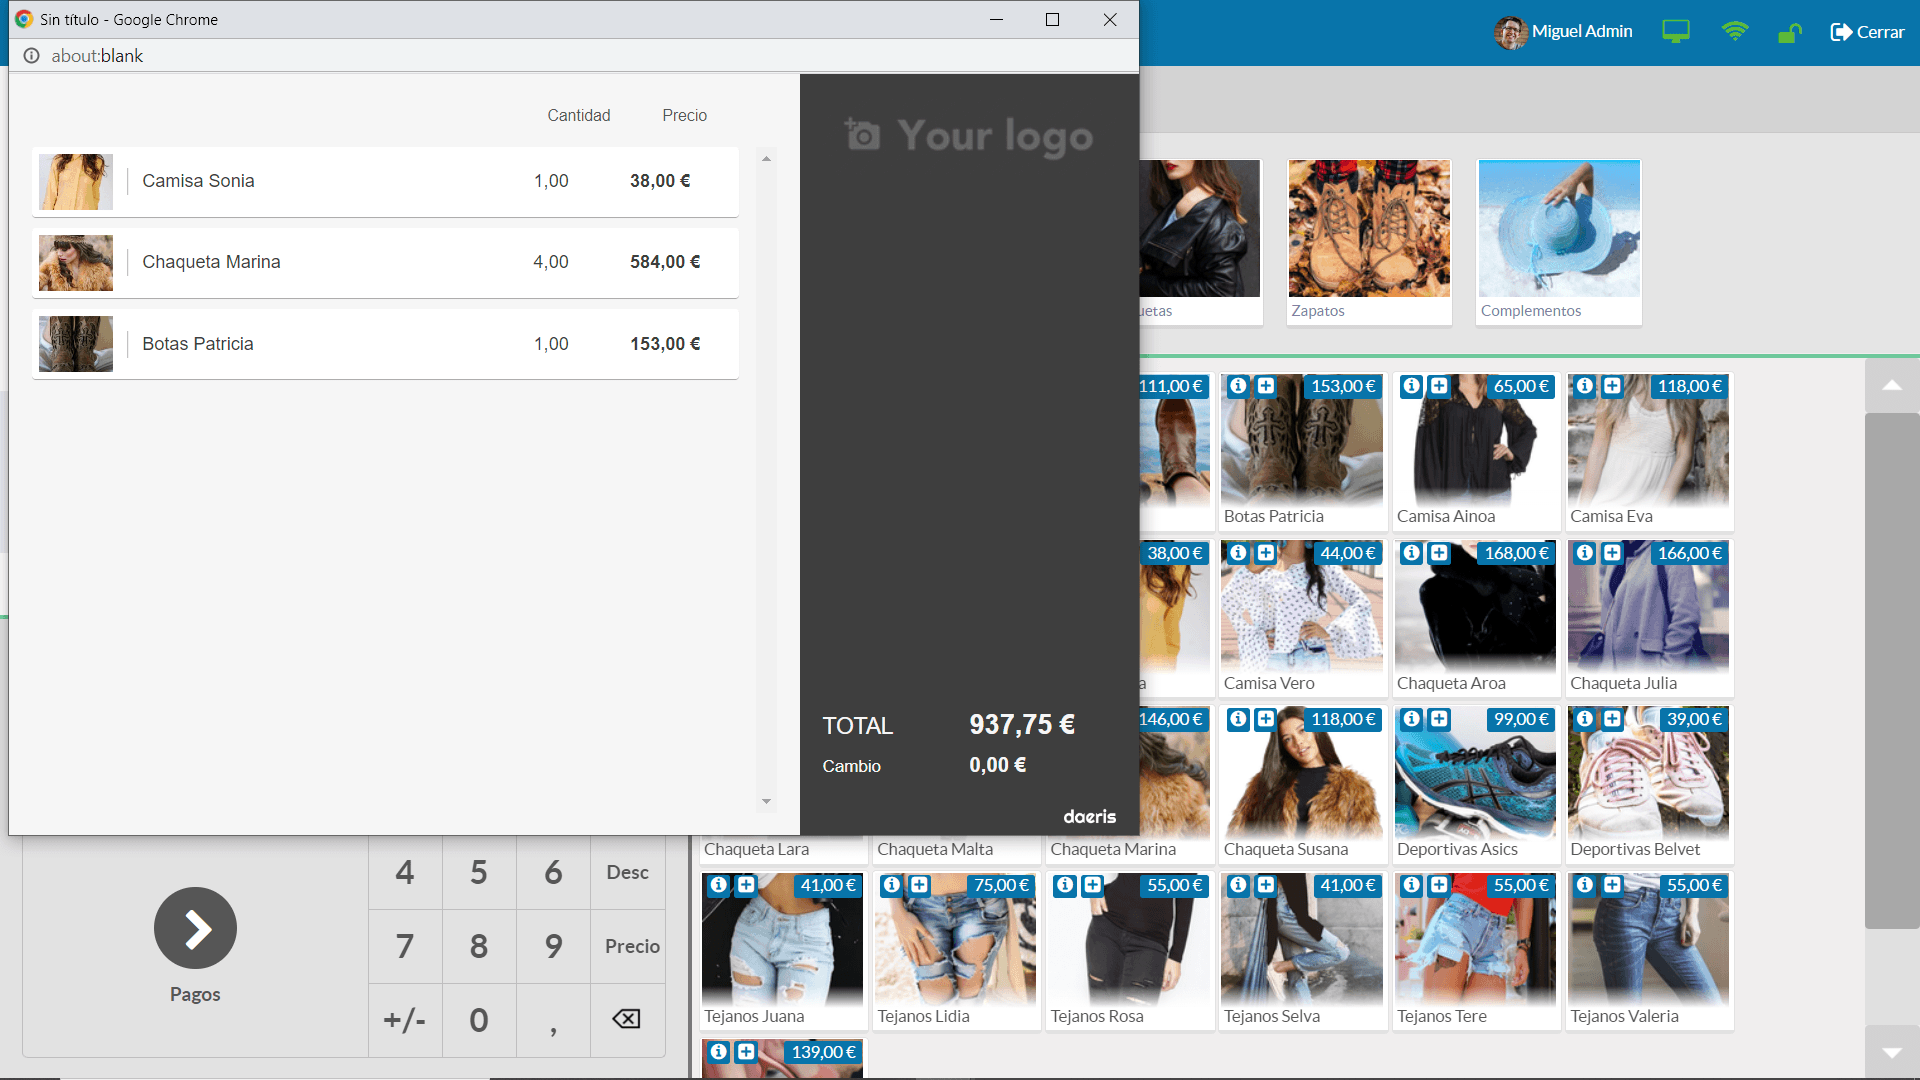 Sin título - Google Chrome
about:blank
Miguel Admin
Cerrar
Cantidad Precio
Camisa Sonia 1,00 38,00 €
Chaqueta Marina 4,00 584,00 €
Botas Patricia 1,00 153,00 €
Your logo
TOTAL 937,75 €
Cambio 0,00 €
daeris
uetas
Zapatos
Complementos
111,00 €
153,00 €
65,00 €
118,00 €
Botas Patricia
Camisa Ainoa
Camisa Eva
38,00 €
44,00 €
168,00 €
166,00 €
a
Camisa Vero
Chaqueta Aroa
Chaqueta Julia
146,00 €
118,00 €
99,00 €
39,00 €
Chaqueta Lara
Chaqueta Malta
Chaqueta Marina
Chaqueta Susana
Deportivas Asics
Deportivas Belvet
41,00 €
75,00 €
55,00 €
41,00 €
55,00 €
55,00 €
Tejanos Juana
Tejanos Lidia
Tejanos Rosa
Tejanos Selva
Tejanos Tere
Tejanos Valeria
139,00 €
Pagos
4 5 6 Desc
7 8 9 Precio
+/- 0 ,